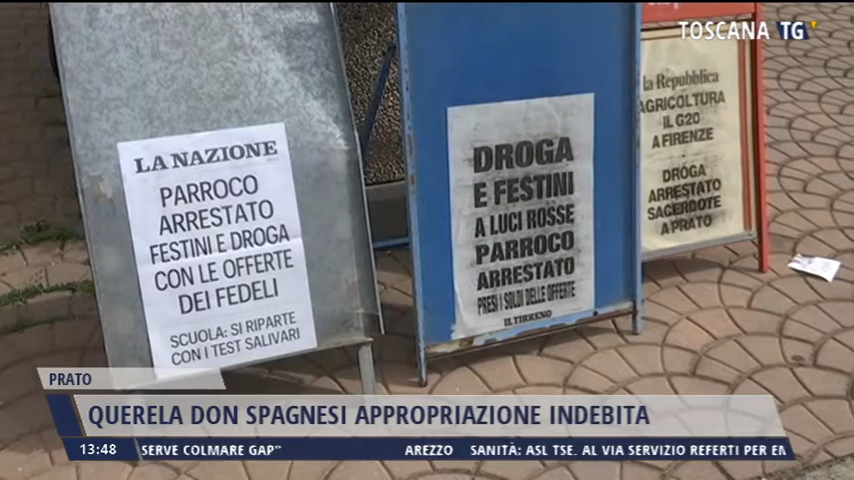 TOSCANA TG
LA NAZIONE
PARROCO
ARRESTATO
FESTINI E DROGA
CON LE OFFERTE
DEI FEDELI
SCUOLA: SI RIPARTE
CON I TEST SALIVARI
DROGA
E FESTINI
A LUCI ROSSE
PARROCO
ARRESTATO
PRESI I SOLDI DELLE OFFERTE
IL TIRRENO
la Repubblica
AGRICOLTURA
IL G20
A FIRENZE
DROGA
ARRESTATO
SACERDOTE
A PRATO
PRATO
QUERELA DON SPAGNESI APPROPRIAZIONE INDEBITA
13:48 SERVE COLMARE GAP" AREZZO SANITÀ: ASL TSE, AL VIA SERVIZIO REFERTI PER EM